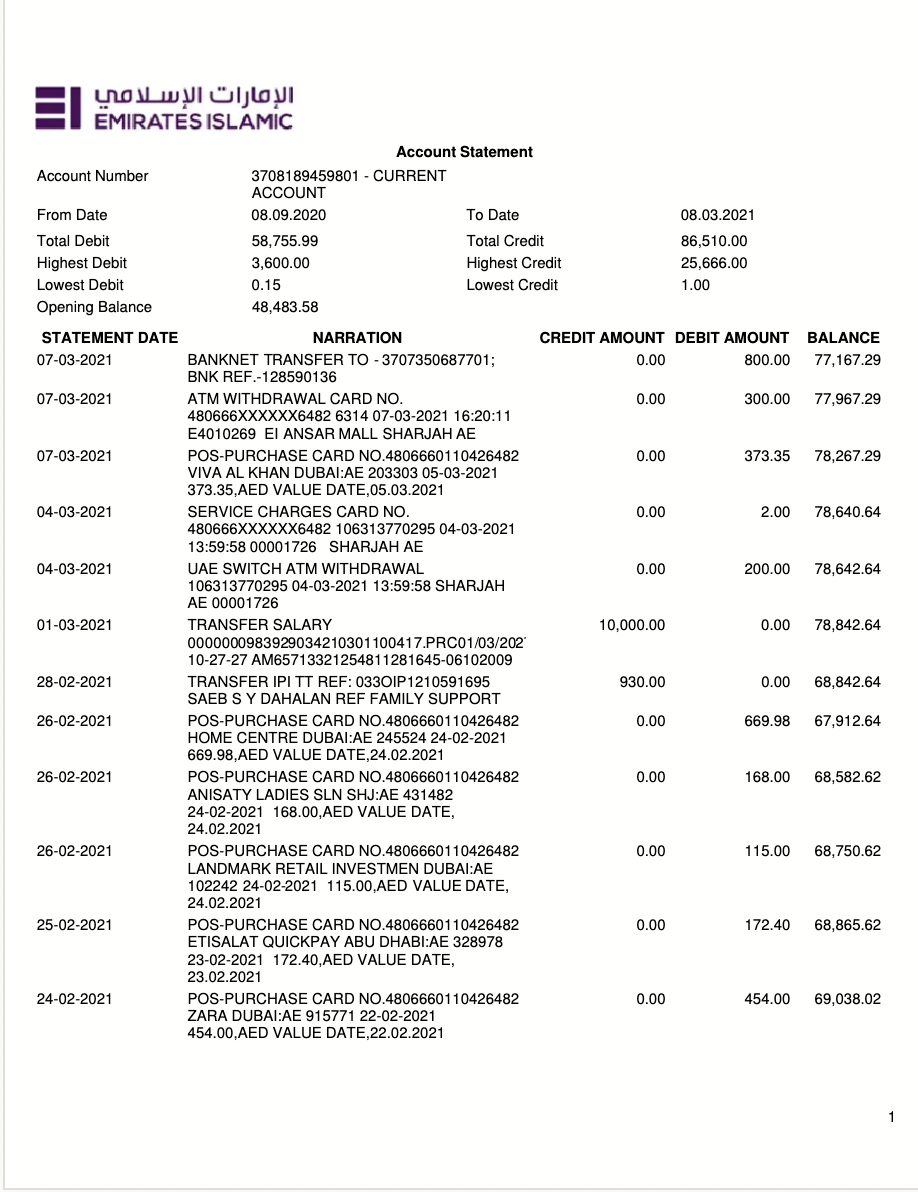 الإمارات الإسلامي
EMIRATES ISLAMIC
Account Statement
Account Number 3708189459801 - CURRENT
ACCOUNT
From Date 08.09.2020 To Date 08.03.2021
Total Debit 58,755.99 Total Credit 86,510.00
Highest Debit 3,600.00 Highest Credit 25,666.00
Lowest Debit 0.15 Lowest Credit 1.00
Opening Balance 48,483.58
STATEMENT DATE NARRATION CREDIT AMOUNT DEBIT AMOUNT BALANCE
07-03-2021 BANKNET TRANSFER TO - 3707350687701; 0.00 800.00 77,167.29
BNK REF.-128590136
07-03-2021 ATM WITHDRAWAL CARD NO. 0.00 300.00 77,967.29
480666XXXXXX6482 6314 07-03-2021 16:20:11
E4010269 EI ANSAR MALL SHARJAH AE
07-03-2021 POS-PURCHASE CARD NO.4806660110426482 0.00 373.35 78,267.29
VIVA AL KHAN DUBAI:AE 203303 05-03-2021
373.35,AED VALUE DATE,05.03.2021
04-03-2021 SERVICE CHARGES CARD NO. 0.00 2.00 78,640.64
480666XXXXXX6482 106313770295 04-03-2021
13:59:58 00001726 SHARJAH AE
04-03-2021 UAE SWITCH ATM WITHDRAWAL 0.00 200.00 78,642.64
106313770295 04-03-2021 13:59:58 SHARJAH
AE 00001726
01-03-2021 TRANSFER SALARY 10,000.00 0.00 78,842.64
0000000983929034210301100417.PRC01/03/202
10-27-27 AM65713321254811281645-06102009
28-02-2021 TRANSFER IPI TT REF: 033OIP1210591695 930.00 0.00 68,842.64
SAEB S Y DAHALAN REF FAMILY SUPPORT
26-02-2021 POS-PURCHASE CARD NO.4806660110426482 0.00 669.98 67,912.64
HOME CENTRE DUBAI:AE 245524 24-02-2021
669.98,AED VALUE DATE,24.02.2021
26-02-2021 POS-PURCHASE CARD NO.4806660110426482 0.00 168.00 68,582.62
ANISATY LADIES SLN SHJ:AE 431482
24-02-2021 168.00,AED VALUE DATE,
24.02.2021
26-02-2021 POS-PURCHASE CARD NO.4806660110426482 0.00 115.00 68,750.62
LANDMARK RETAIL INVESTMEN DUBAI:AE
102242 24-02-2021 115.00,AED VALUE DATE,
24.02.2021
25-02-2021 POS-PURCHASE CARD NO.4806660110426482 0.00 172.40 68,865.62
ETISALAT QUICKPAY ABU DHABI:AE 328978
23-02-2021 172.40,AED VALUE DATE,
23.02.2021
24-02-2021 POS-PURCHASE CARD NO.4806660110426482 0.00 454.00 69,038.02
ZARA DUBAI:AE 915771 22-02-2021
454.00,AED VALUE DATE,22.02.2021
1